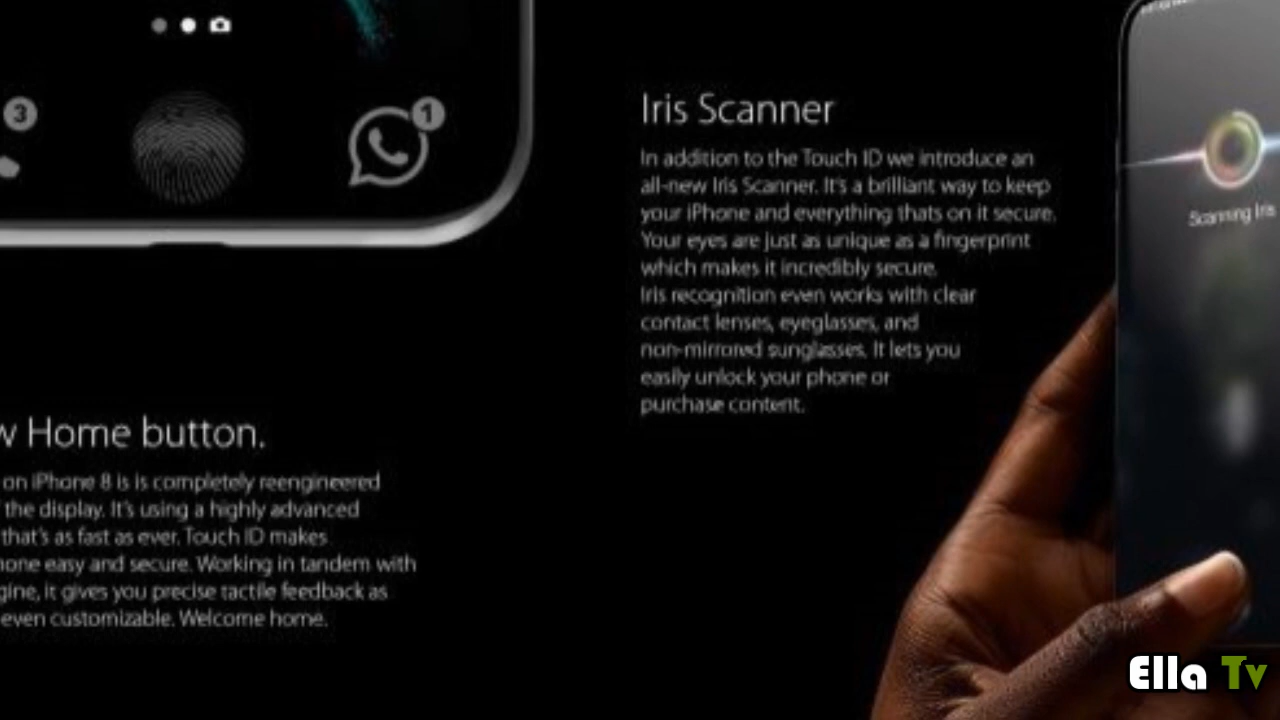 3
1
w Home button.
on iPhone 8 is is completely reengineered
the display. It's using a highly advanced
that's as fast as ever. Touch ID makes
hone easy and secure. Working in tandem with
gine, it gives you precise tactile feedback as
even customizable. Welcome home.
Iris Scanner
In addition to the Touch ID we introduce an
all-new Iris Scanner. It's a brilliant way to keep
your iPhone and everything thats on it secure.
Your eyes are just as unique as a fingerprint
which makes it incredibly secure.
Iris recognition even works with clear
contact lenses, eyeglasses, and
non-mirrored sunglasses. It lets you
easily unlock your phone or
purchase content.
Scanning Iris
Ella Tv